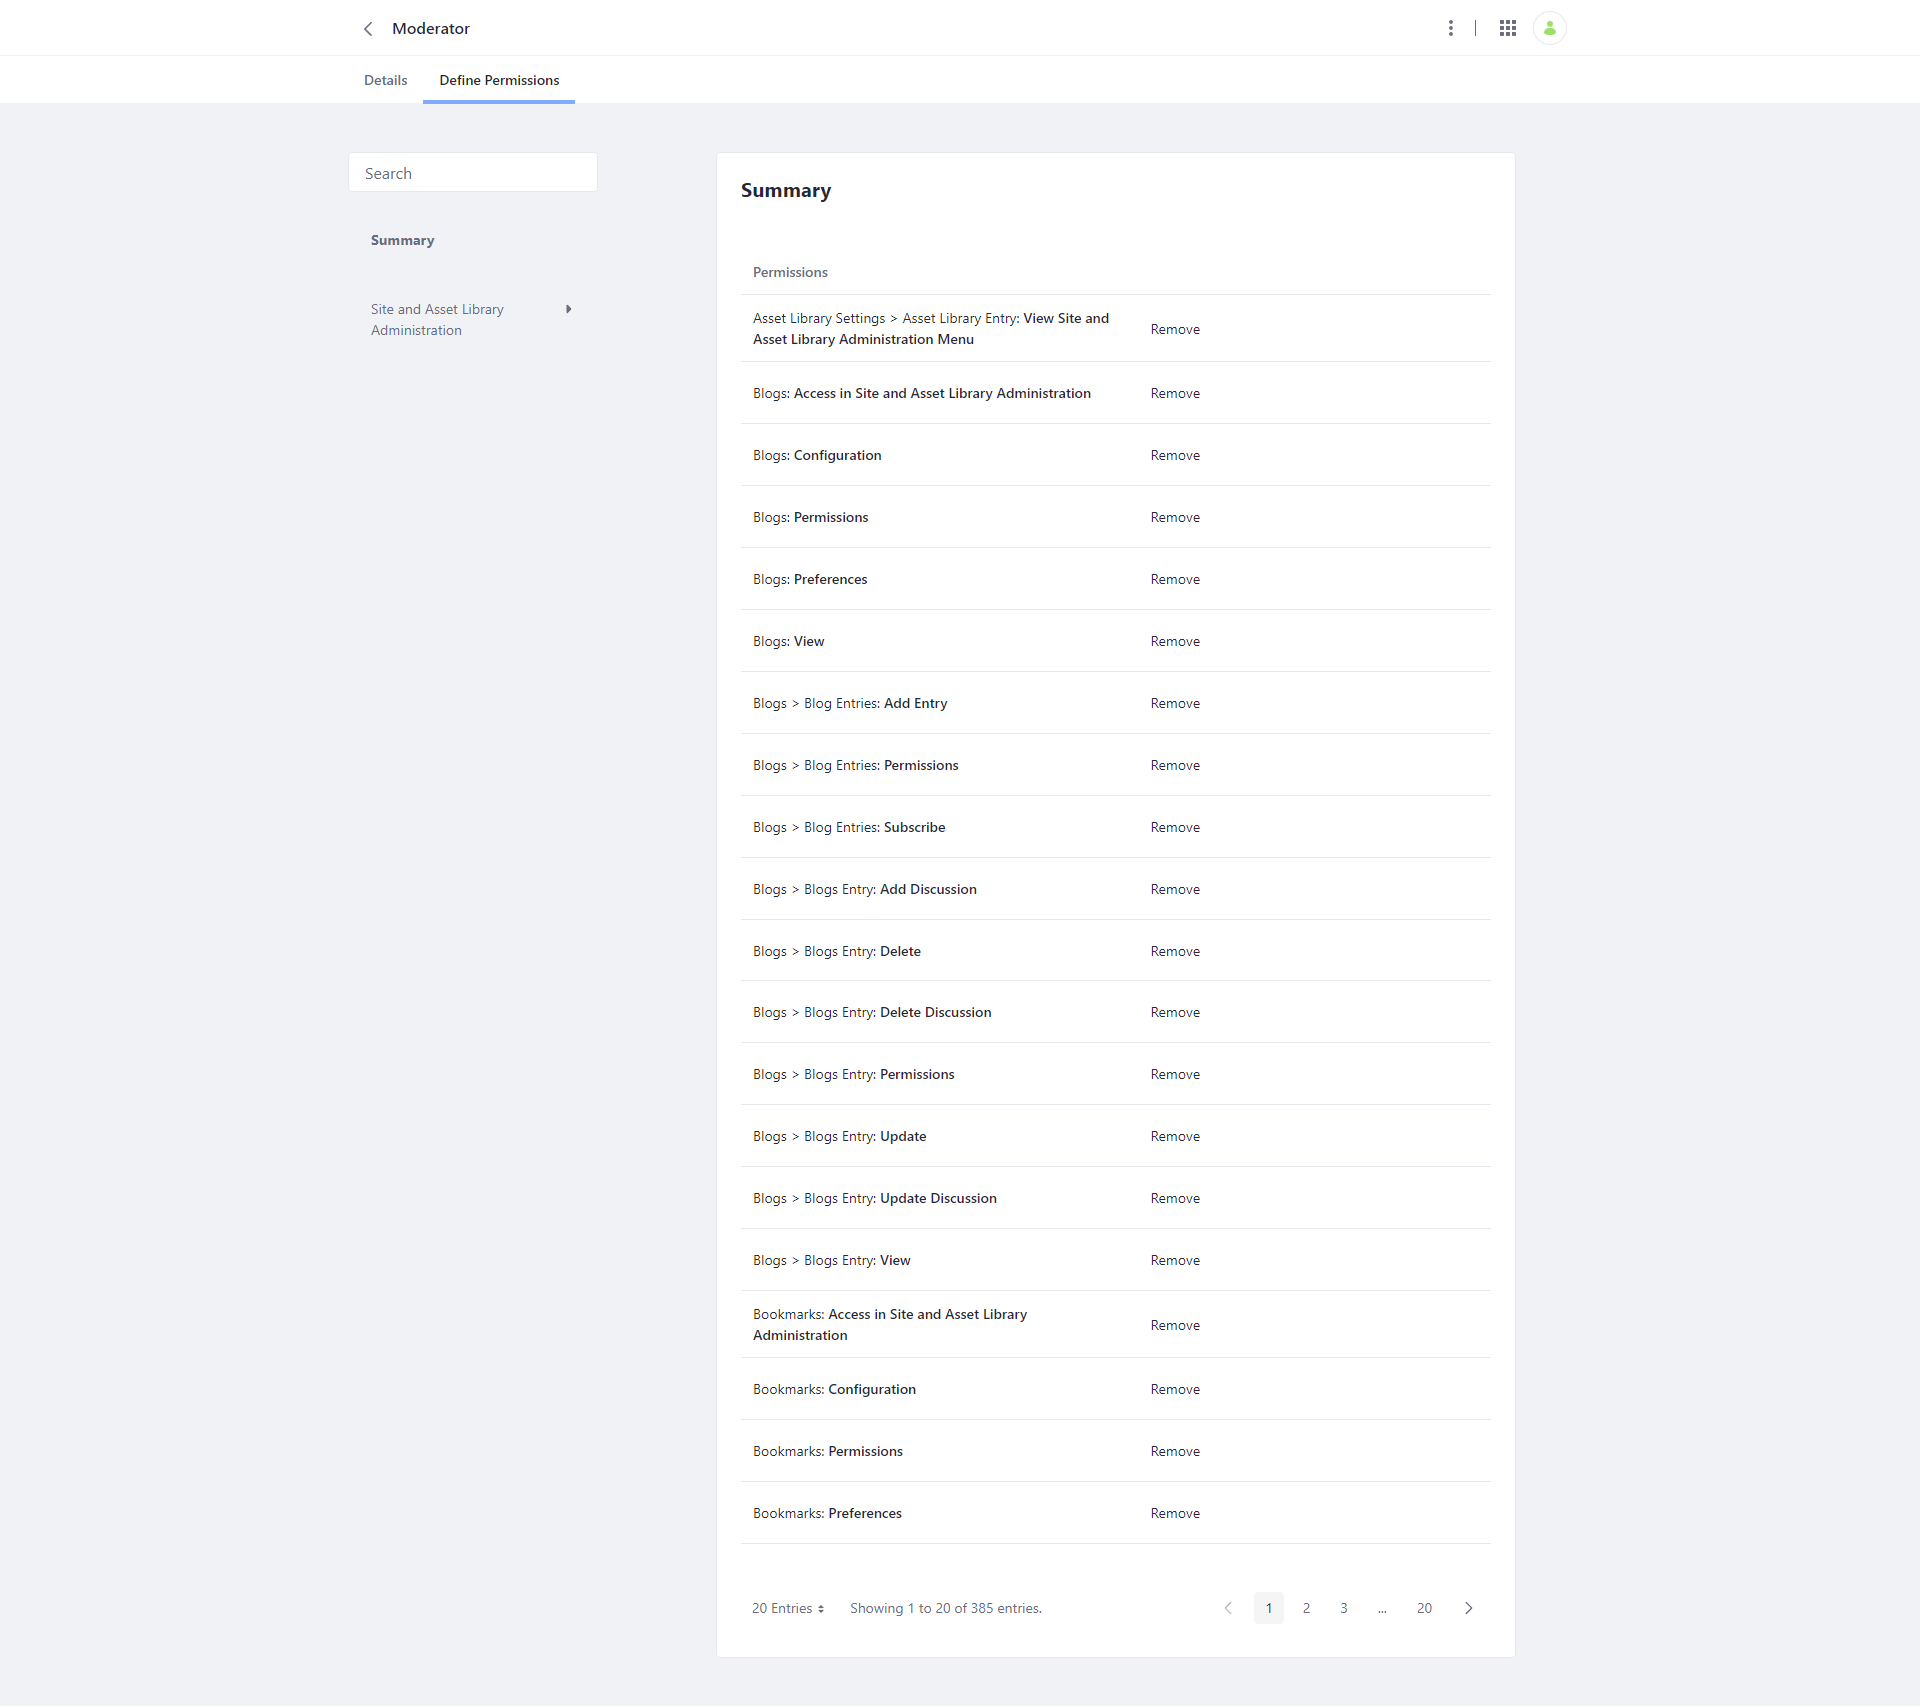 Moderator
Details
Define Permissions
Search
Summary
Site and Asset Library
Administration
Summary
Permissions
Asset Library Settings > Asset Library Entry: View Site and
Asset Library Administration Menu
Remove
Blogs: Access in Site and Asset Library Administration
Remove
Blogs: Configuration
Remove
Blogs: Permissions
Remove
Blogs: Preferences
Remove
Blogs: View
Remove
Blogs > Blog Entries: Add Entry
Remove
Blogs > Blog Entries: Permissions
Remove
Blogs > Blog Entries: Subscribe
Remove
Blogs > Blogs Entry: Add Discussion
Remove
Blogs > Blogs Entry: Delete
Remove
Blogs > Blogs Entry: Delete Discussion
Remove
Blogs > Blogs Entry: Permissions
Remove
Blogs > Blogs Entry: Update
Remove
Blogs > Blogs Entry: Update Discussion
Remove
Blogs > Blogs Entry: View
Remove
Bookmarks: Access in Site and Asset Library
Administration
Remove
Bookmarks: Configuration
Remove
Bookmarks: Permissions
Remove
Bookmarks: Preferences
Remove
20 Entries
Showing 1 to 20 of 385 entries.
1 2 3 ... 20